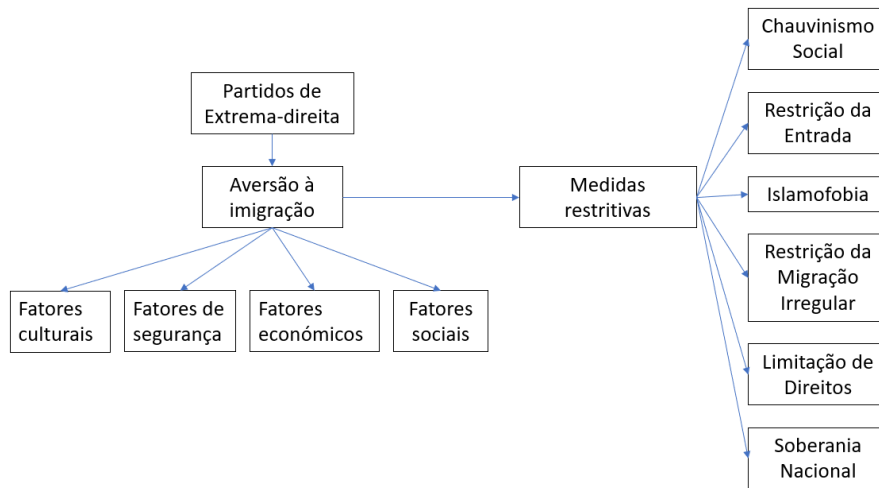 Partidos de
Extrema-direita
Aversão à
imigração
Fatores
culturais
Fatores de
segurança
Fatores
económicos
Fatores
sociais
Medidas
restritivas
Chauvinismo
Social
Restrição da
Entrada
Islamofobia
Restrição da
Migração
Irregular
Limitação de
Direitos
Soberania
Nacional